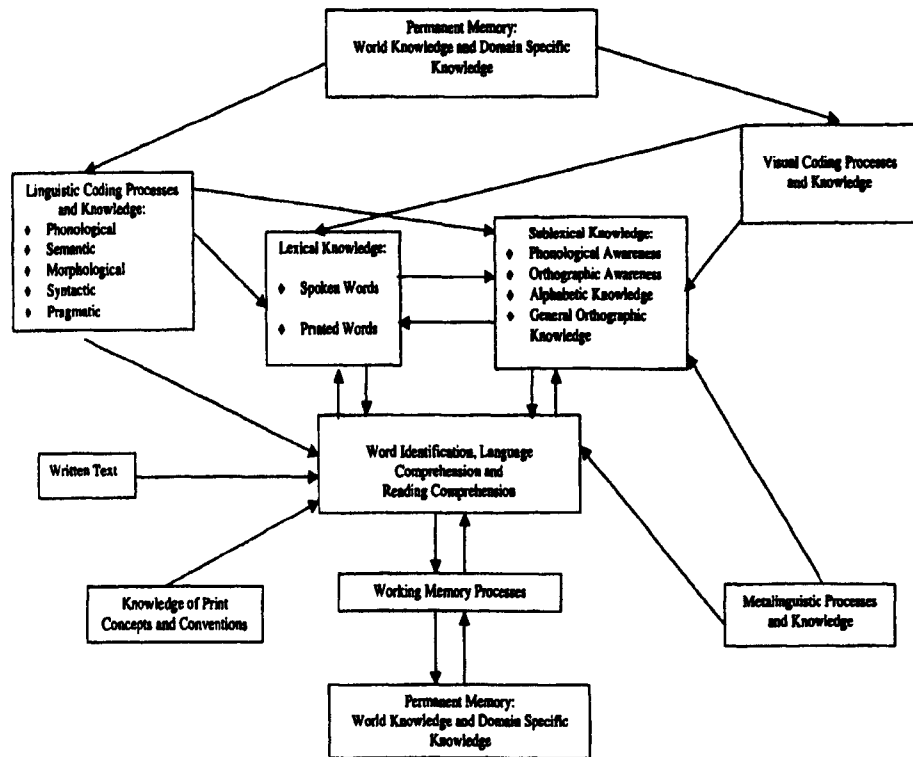 Permanent Memory:
World Knowledge and Domain Specific
Knowledge
Visual Coding Processes
and Knowledge
Linguistic Coding Processes
and Knowledge:
♦ Phonological
♦ Semantic
♦ Morphological
♦ Syntactic
♦ Pragmatic
Lexical Knowledge:
♦ Spoken Words
♦ Printed Words
Sublexical Knowledge:
♦ Phonological Awareness
♦ Orthographic Awareness
♦ Alphabetic Knowledge
♦ General Orthographic
Knowledge
Word Identification, Language
Comprehension and
Reading Comprehension
Written Text
Knowledge of Print
Concepts and Conventions
Working Memory Processes
Metalinguistic Processes
and Knowledge
Permanent Memory:
World Knowledge and Domain Specific
Knowledge